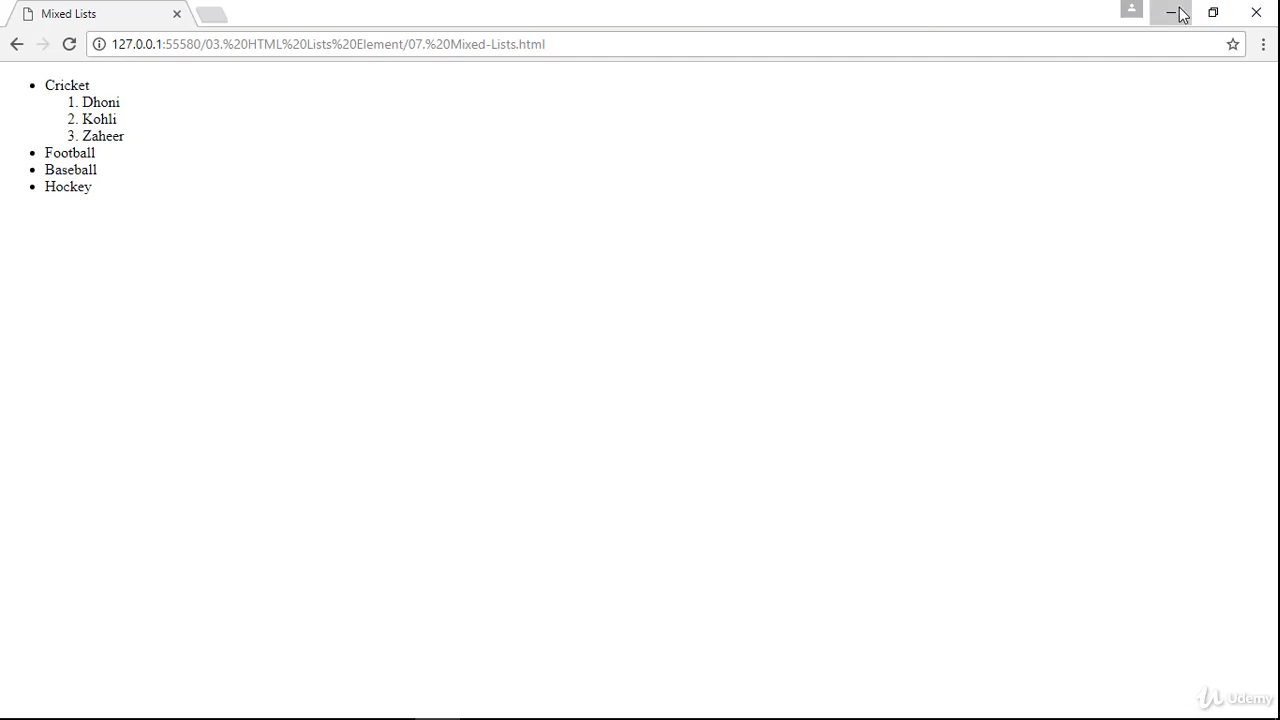 Mixed Lists
127.0.0.1:55580/03.%20HTML%20Lists%20Element/07.%20Mixed-Lists.html
• Cricket
1. Dhoni
2. Kohli
3. Zaheer
• Football
• Baseball
• Hockey
Udemy